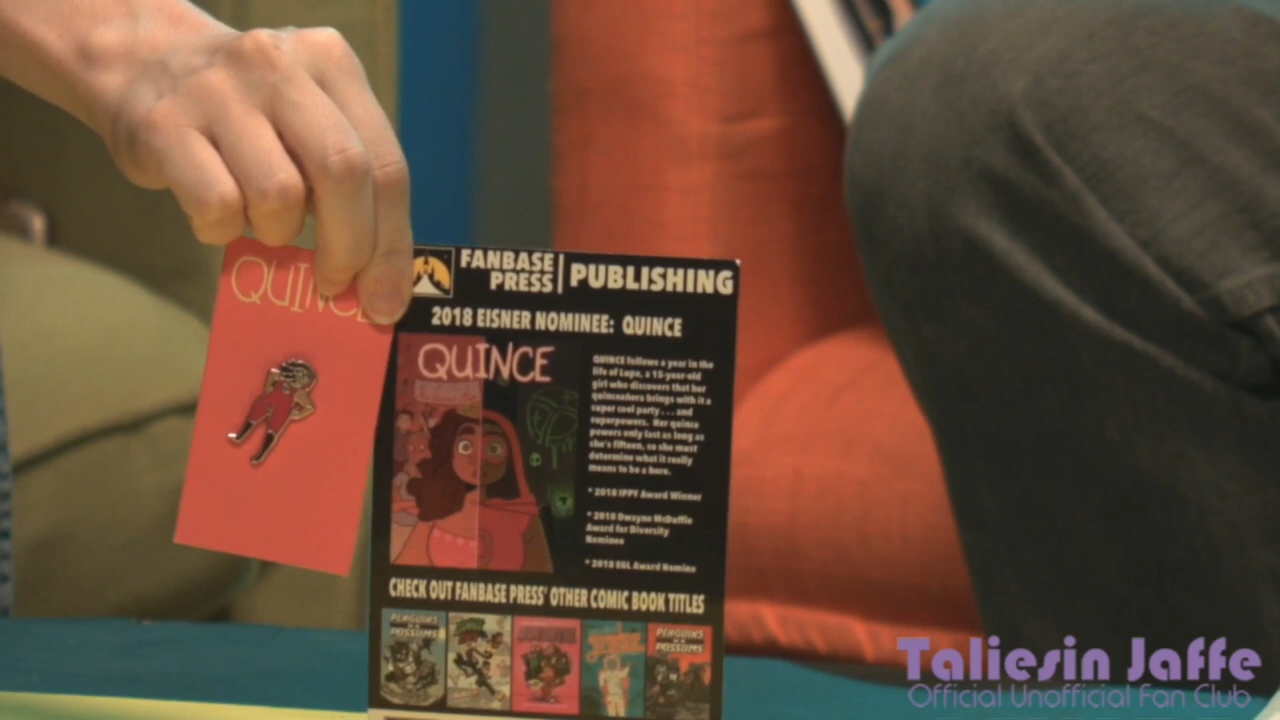 QUINCE
FANBASE
PRESS
PUBLISHING
2018 EISNER NOMINEE: QUINCE
QUINCE
QUINCE follows a year in the
life of Lupe, a 15-year-old
girl who discovers that her
quinceañera brings with it a
super cool party . . . and
superpowers. Her quince
powers only last as long as
she's fifteen, so she must
determine what it really
means to be a hero.
* 2018 IPPY Award Winner
* 2018 Dwayne McDuffie
Award for Diversity
Nominee
* 2018 EGL Award Nomine
CHECK OUT FANBASE PRESS' OTHER COMIC BOOK TITLES
PENGUINS
POSSUMS
PENGUINS
POSSUMS
Taliesin Jaffe
Official Unofficial Fan Club